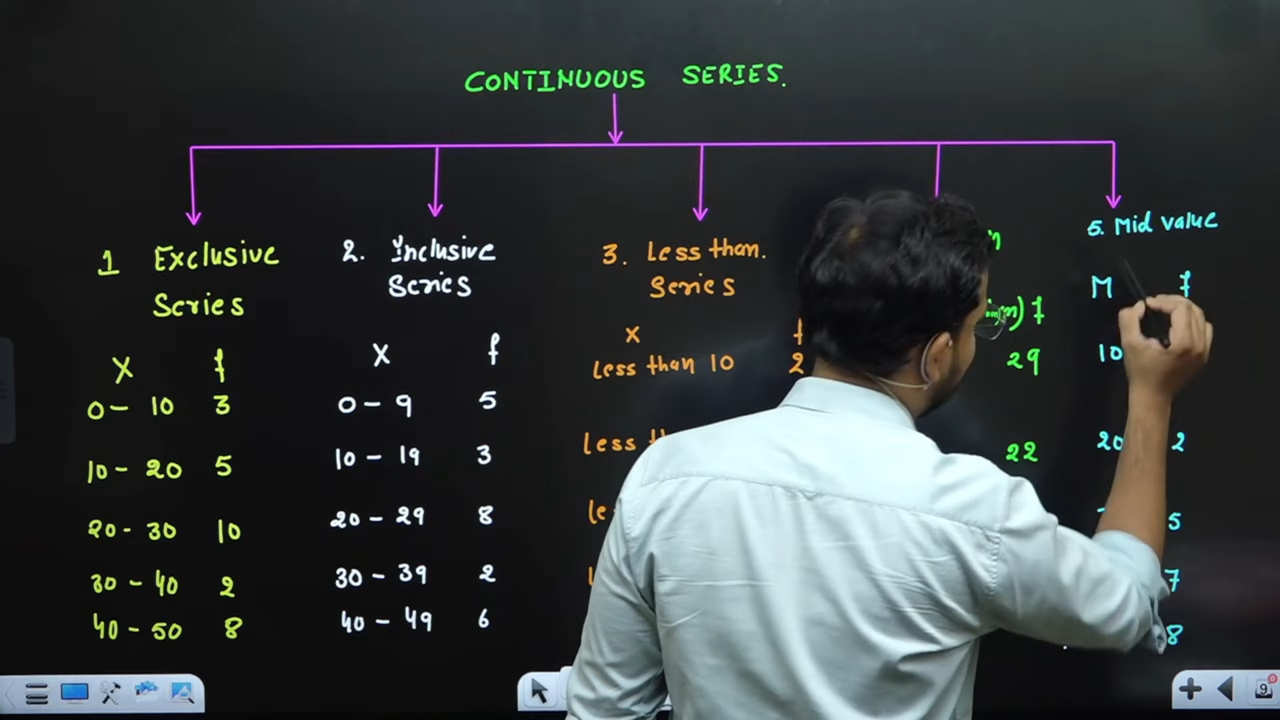 CONTINUOUS SERIES.
1 Exclusive Series
X f
0 - 10 3
10 - 20 5
20 - 30 10
30 - 40 2
40 - 50 8
2. Inclusive Series
X f
0 - 9 5
10 - 19 3
20 - 29 8
30 - 39 2
40 - 49 6
3. Less than. Series
X f
Less than 10 2
Less
f
29
22
5. Mid value
M f
10
20 2
5
7
8
9